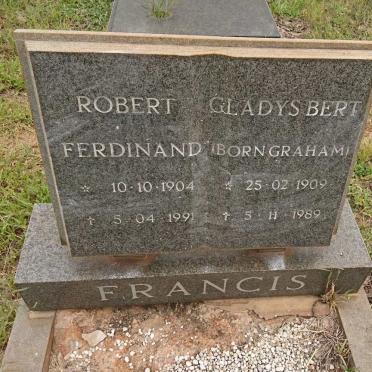 ROBERT
FERDINAND
* 10·10·1904
† 5·04·1991
GLADYS BERT
(BORN GRAHAM)
* 25·02·1909
† 5·11·1989
FRANCIS